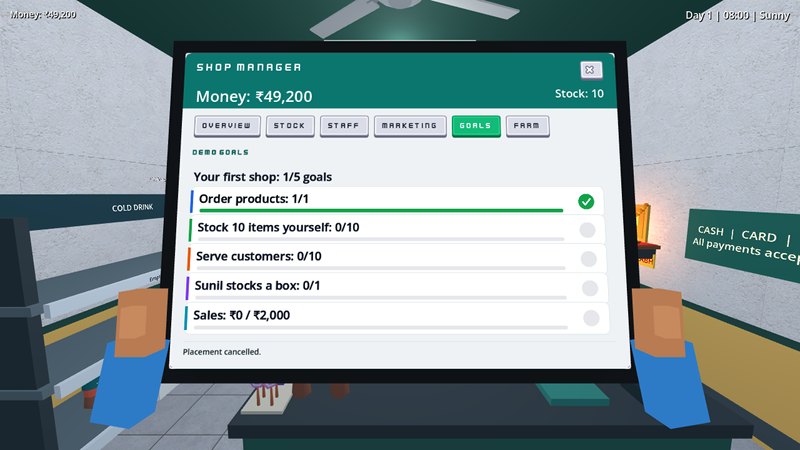 Money: ₹49,200
Day 1 | 08:00 | Sunny
SHOP MANAGER
Money: ₹49,200
Stock: 10
OVERVIEW
STOCK
STAFF
MARKETING
GOALS
FARM
DEMO GOALS
Your first shop: 1/5 goals
Order products: 1/1
Stock 10 items yourself: 0/10
Serve customers: 0/10
Sunil stocks a box: 0/1
Sales: ₹0 / ₹2,000
Placement cancelled.
COLD DRINK
CASH | CARD |
All payments accep